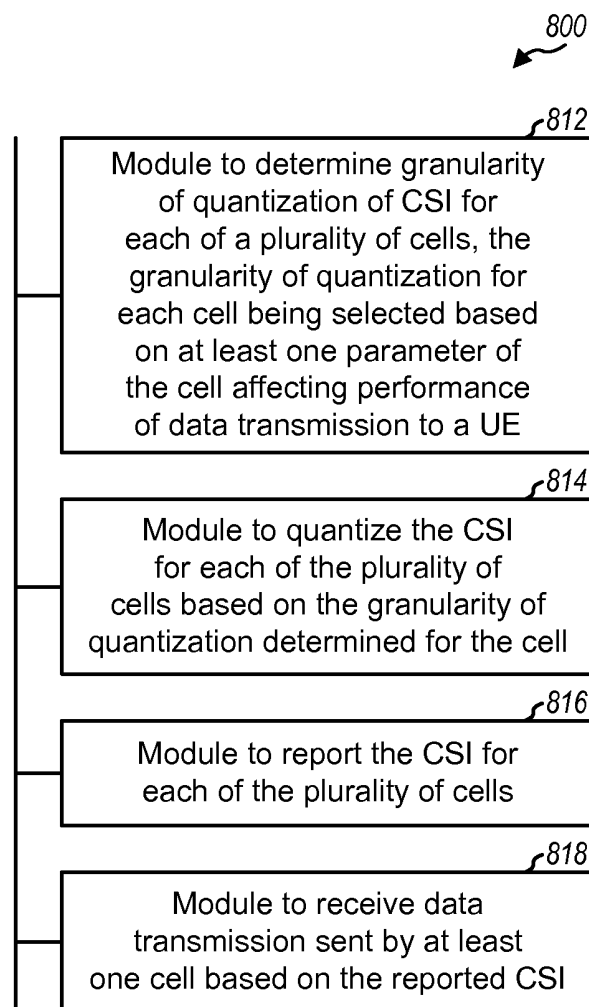 800
812
Module to determine granularity
of quantization of CSI for
each of a plurality of cells, the
granularity of quantization for
each cell being selected based
on at least one parameter of
the cell affecting performance
of data transmission to a UE
814
Module to quantize the CSI
for each of the plurality of
cells based on the granularity of
quantization determined for the cell
816
Module to report the CSI for
each of the plurality of cells
818
Module to receive data
transmission sent by at least
one cell based on the reported CSI